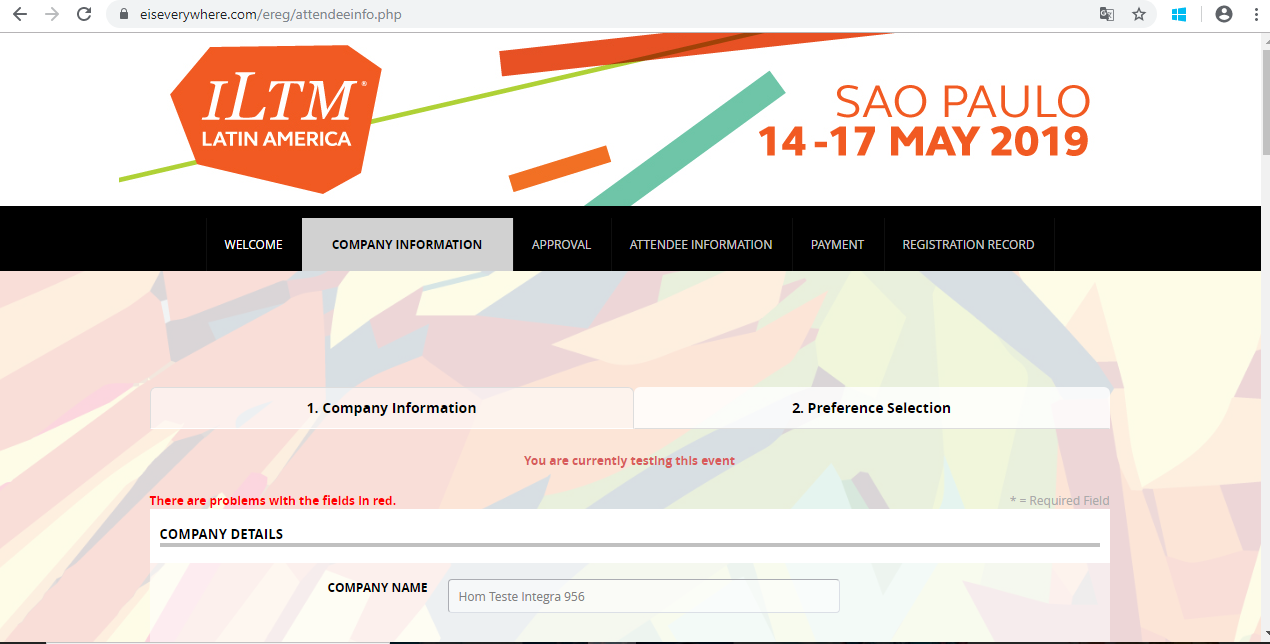 eiseverywhere.com/ereg/attendeeinfo.php
ILTM®
LATIN AMERICA
SAO PAULO
14-17 MAY 2019
WELCOME
COMPANY INFORMATION
APPROVAL
ATTENDEE INFORMATION
PAYMENT
REGISTRATION RECORD
1. Company Information
2. Preference Selection
You are currently testing this event
There are problems with the fields in red.
* = Required Field
COMPANY DETAILS
COMPANY NAME
Hom Teste Integra 956